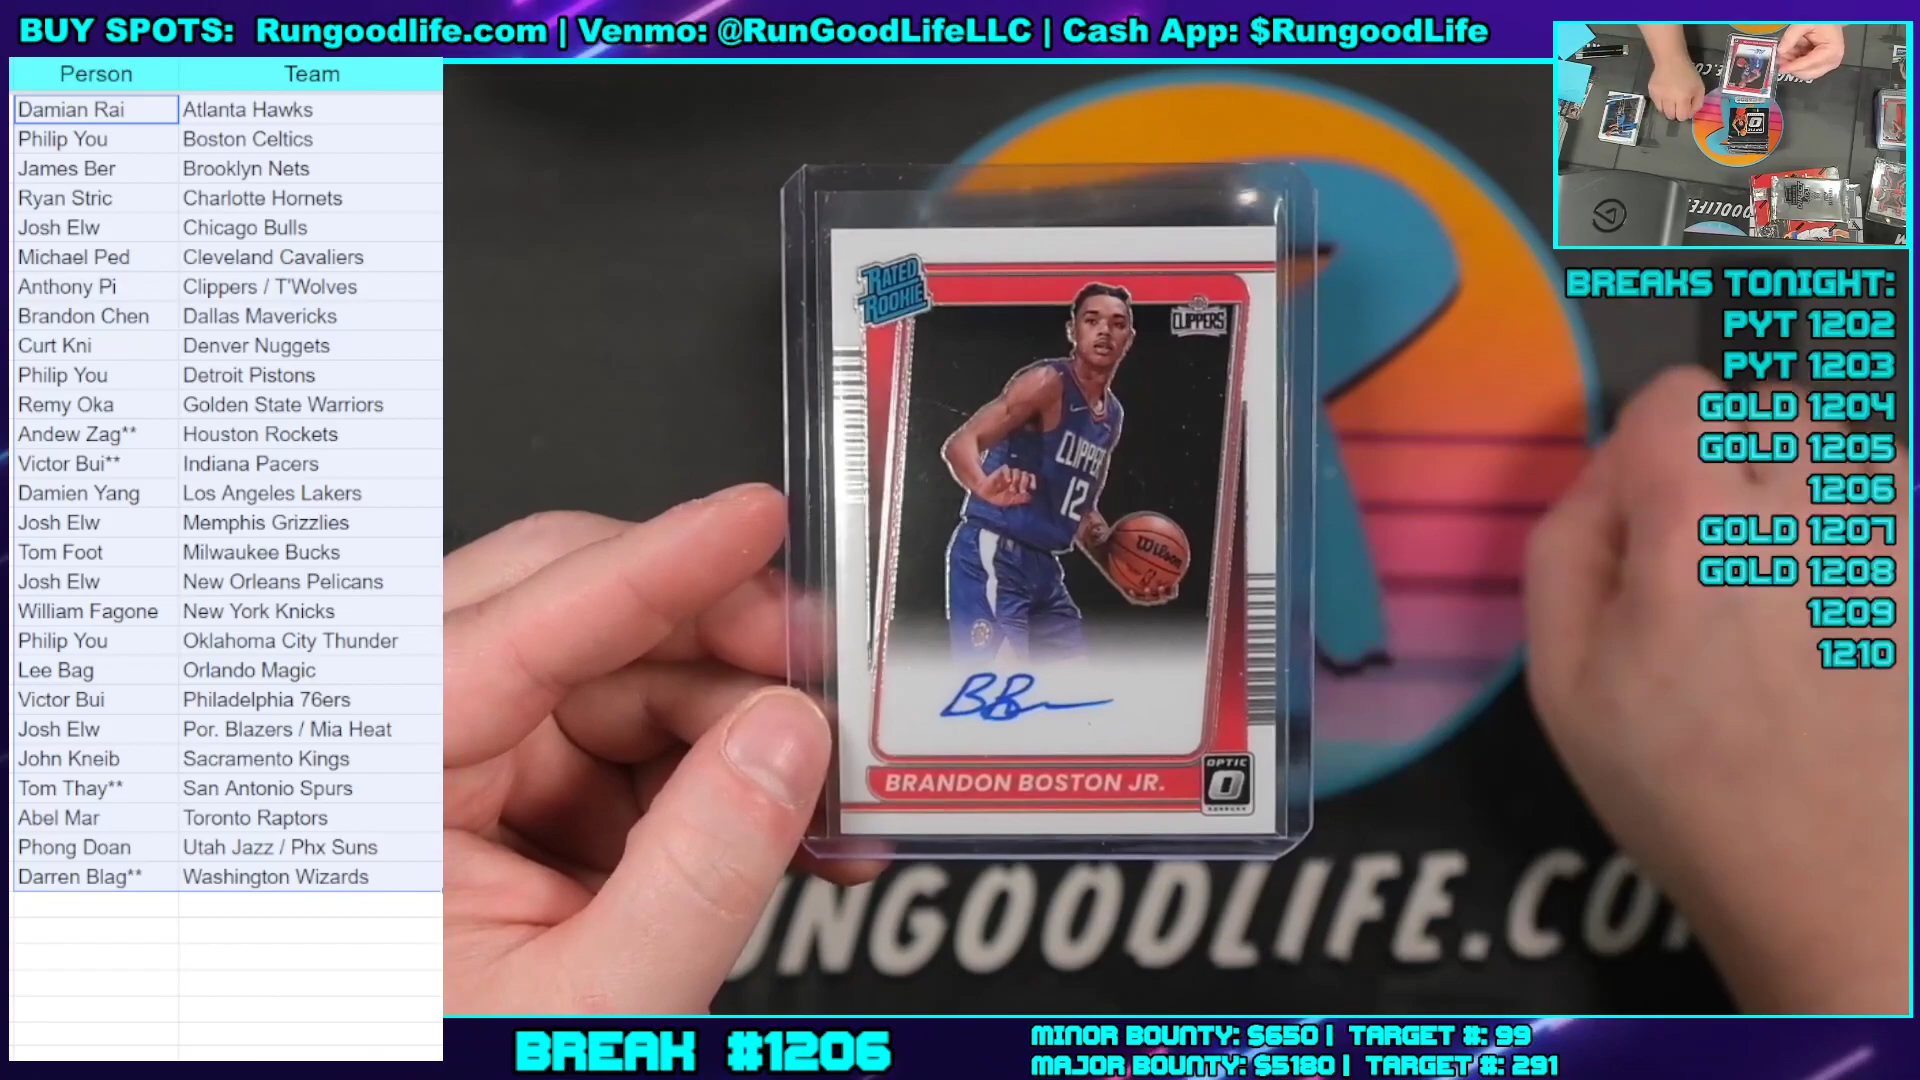 BUY SPOTS: Rungoodlife.com | Venmo: @RunGoodLifeLLC | Cash App: $RungoodLife
Person Team
Damian Rai Atlanta Hawks
Philip You Boston Celtics
James Ber Brooklyn Nets
Ryan Stric Charlotte Hornets
Josh Elw Chicago Bulls
Michael Ped Cleveland Cavaliers
Anthony Pi Clippers / T'Wolves
Brandon Chen Dallas Mavericks
Curt Kni Denver Nuggets
Philip You Detroit Pistons
Remy Oka Golden State Warriors
Andew Zag** Houston Rockets
Victor Bui** Indiana Pacers
Damien Yang Los Angeles Lakers
Josh Elw Memphis Grizzlies
Tom Foot Milwaukee Bucks
Josh Elw New Orleans Pelicans
William Fagone New York Knicks
Philip You Oklahoma City Thunder
Lee Bag Orlando Magic
Victor Bui Philadelphia 76ers
Josh Elw Por. Blazers / Mia Heat
John Kneib Sacramento Kings
Tom Thay** San Antonio Spurs
Abel Mar Toronto Raptors
Phong Doan Utah Jazz / Phx Suns
Darren Blag** Washington Wizards
RATED
ROOKIE
CLIPPERS
CLIPPERS
12
Wilson
BRANDON BOSTON JR.
OPTIC
UNGOODLIFE.CO
BREAKS TONIGHT:
PYT 1202
PYT 1203
GOLD 1204
GOLD 1205
1206
GOLD 1207
GOLD 1208
1209
1210
BREAK #1206
MINOR BOUNTY: $650 | TARGET #: 99
MAJOR BOUNTY: $5180 | TARGET #: 291